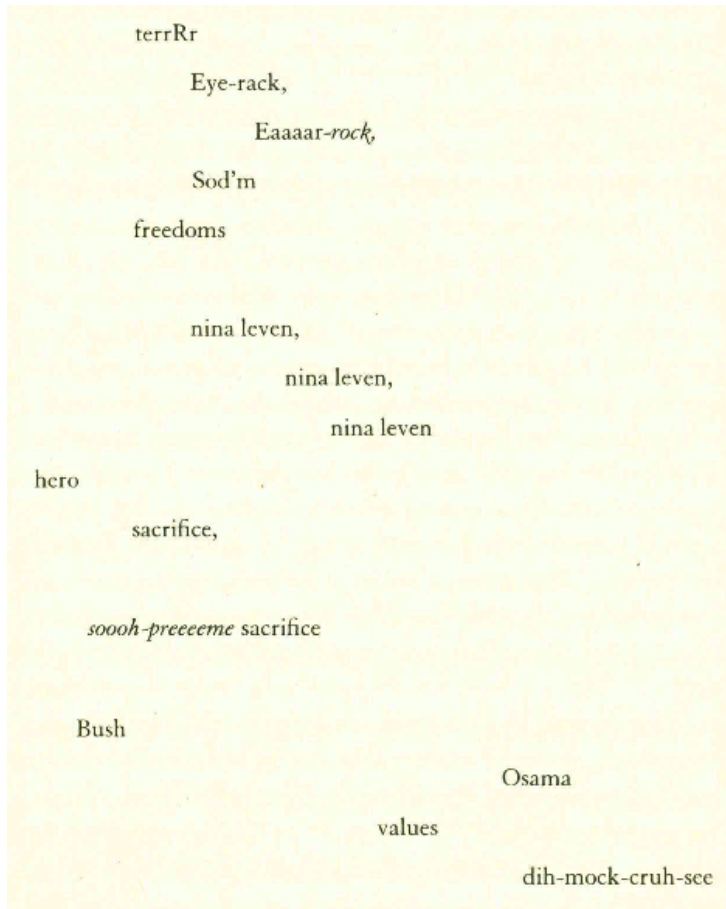 terrRr
Eye-rack,
Eaaaar-rock,
Sod'm
freedoms
nina leven,
nina leven,
nina leven
hero
sacrifice,
soooh-preeeeme sacrifice
Bush
Osama
values
dih-mock-cruh-see